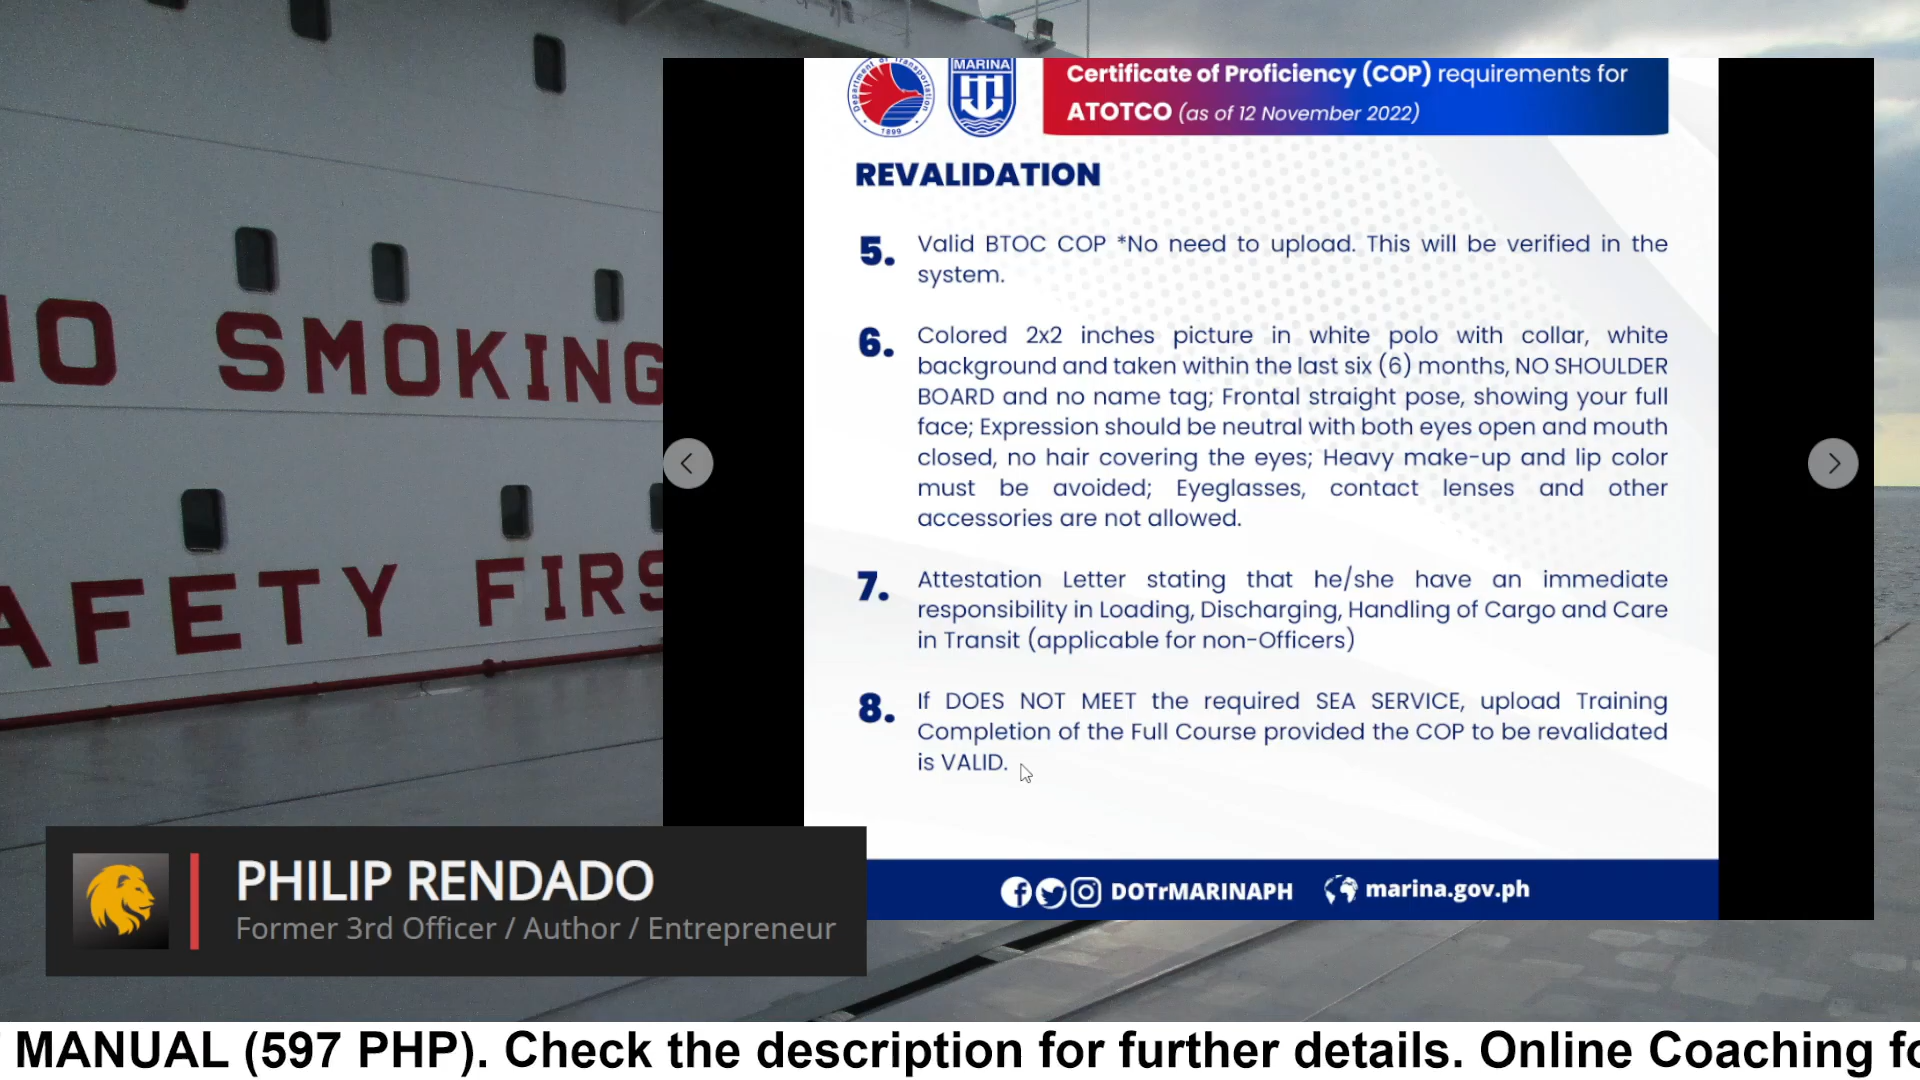 NO SMOKING
AFETY FIRS
Department of Transportation
1899
MARINA
Certificate of Proficiency (COP) requirements for
ATOTCO (as of 12 November 2022)
REVALIDATION
5. Valid BTOC COP *No need to upload. This will be verified in the
system.
6. Colored 2x2 inches picture in white polo with collar, white
background and taken within the last six (6) months, NO SHOULDER
BOARD and no name tag; Frontal straight pose, showing your full
face; Expression should be neutral with both eyes open and mouth
closed, no hair covering the eyes; Heavy make-up and lip color
must be avoided; Eyeglasses, contact lenses and other
accessories are not allowed.
7. Attestation Letter stating that he/she have an immediate
responsibility in Loading, Discharging, Handling of Cargo and Care
in Transit (applicable for non-Officers)
8. If DOES NOT MEET the required SEA SERVICE, upload Training
Completion of the Full Course provided the COP to be revalidated
is VALID.
DOTrMARINAPH marina.gov.ph
PHILIP RENDADO
Former 3rd Officer / Author / Entrepreneur
MANUAL (597 PHP). Check the description for further details. Online Coaching fo